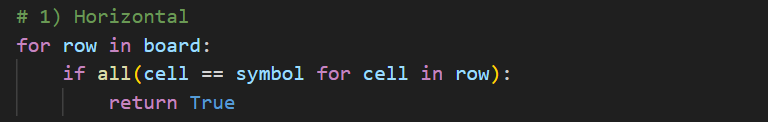 # 1) Horizontal
for row in board:
    if all(cell == symbol for cell in row):
        return True